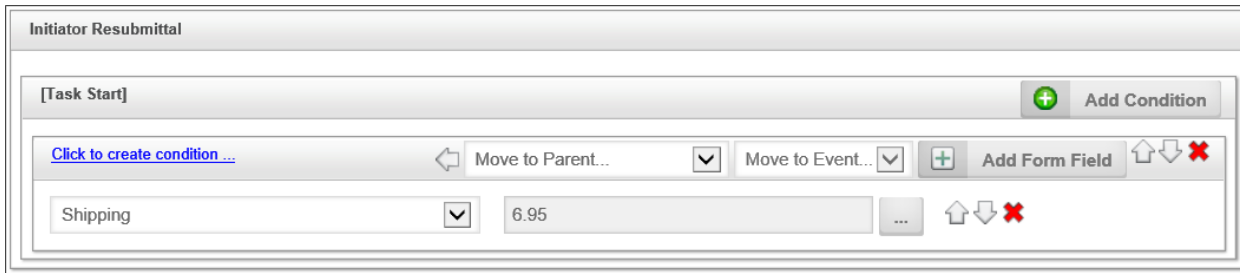 Initiator Resubmittal
[Task Start]
Add Condition
Click to create condition ...
Move to Parent...
Move to Event...
Add Form Field
Shipping
6.95
...